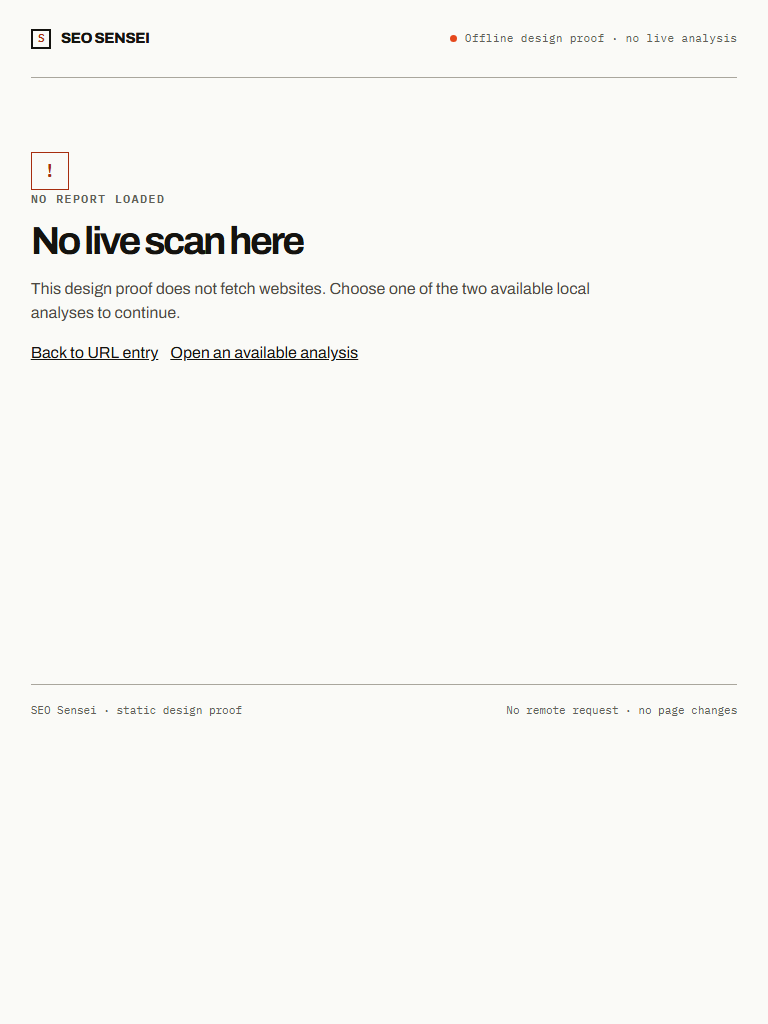 S SEO SENSEI
Offline design proof · no live analysis
!
NO REPORT LOADED
No live scan here
This design proof does not fetch websites. Choose one of the two available local
analyses to continue.
Back to URL entry Open an available analysis
SEO Sensei · static design proof
No remote request · no page changes